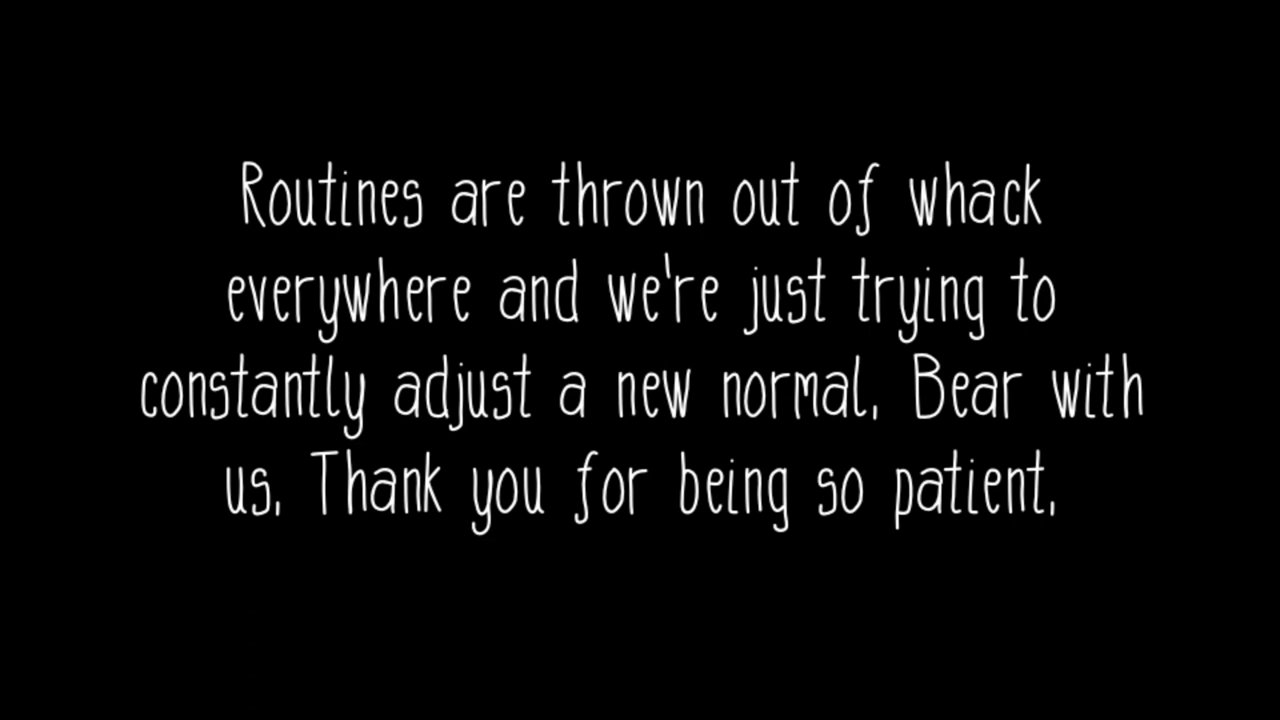 Routines are thrown out of whack
everywhere and we're just trying to
constantly adjust a new normal. Bear with
us. Thank you for being so patient.